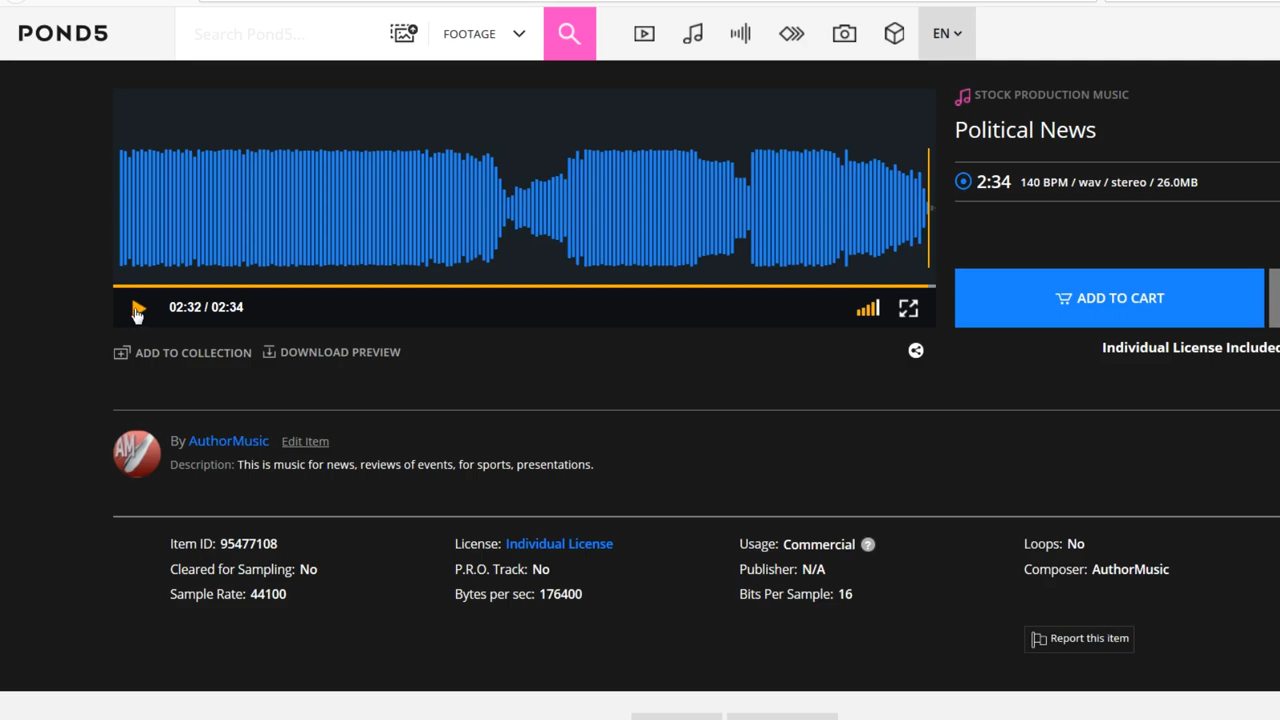 POND5
Search Pond5...
FOOTAGE
EN
STOCK PRODUCTION MUSIC
Political News
2:34 140 BPM / wav / stereo / 26.0MB
02:32 / 02:34
ADD TO CART
ADD TO COLLECTION DOWNLOAD PREVIEW
Individual License Included
AM
By AuthorMusic Edit Item
Description: This is music for news, reviews of events, for sports, presentations.
Item ID: 95477108
License: Individual License
Usage: Commercial ?
Loops: No
Cleared for Sampling: No
P.R.O. Track: No
Publisher: N/A
Composer: AuthorMusic
Sample Rate: 44100
Bytes per sec: 176400
Bits Per Sample: 16
Report this item